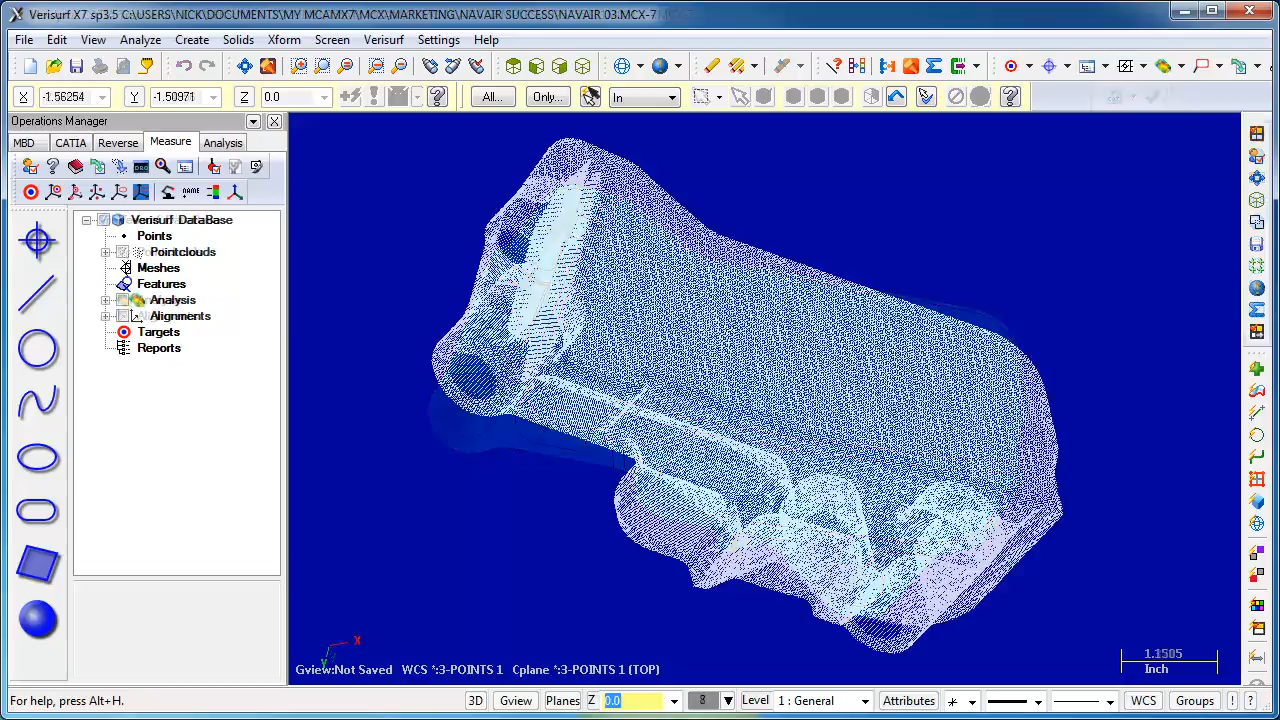 Verisurf X7 sp3.5 C:\USERS\NICK\DOCUMENTS\MY MCAMX7\MCX\MARKETING\NAVAIR SUCCESS\NAVAIR 03.MCX-7
File Edit View Analyze Create Solids Xform Screen Verisurf Settings Help
X -1.56254 Y -1.50971 Z 0.0 All... Only... In
Operations Manager
MBD CATIA Reverse Measure Analysis
DRO
NAME
Verisurf DataBase
Points
Pointclouds
Meshes
Features
Analysis
Alignments
Targets
Reports
X
Y
Gview:Not Saved WCS *:3-POINTS 1 Cplane *:3-POINTS 1 (TOP)
1.1505
Inch
For help, press Alt+H. 3D Gview Planes Z 0.0 8 Level 1 : General Attributes WCS Groups ! ?